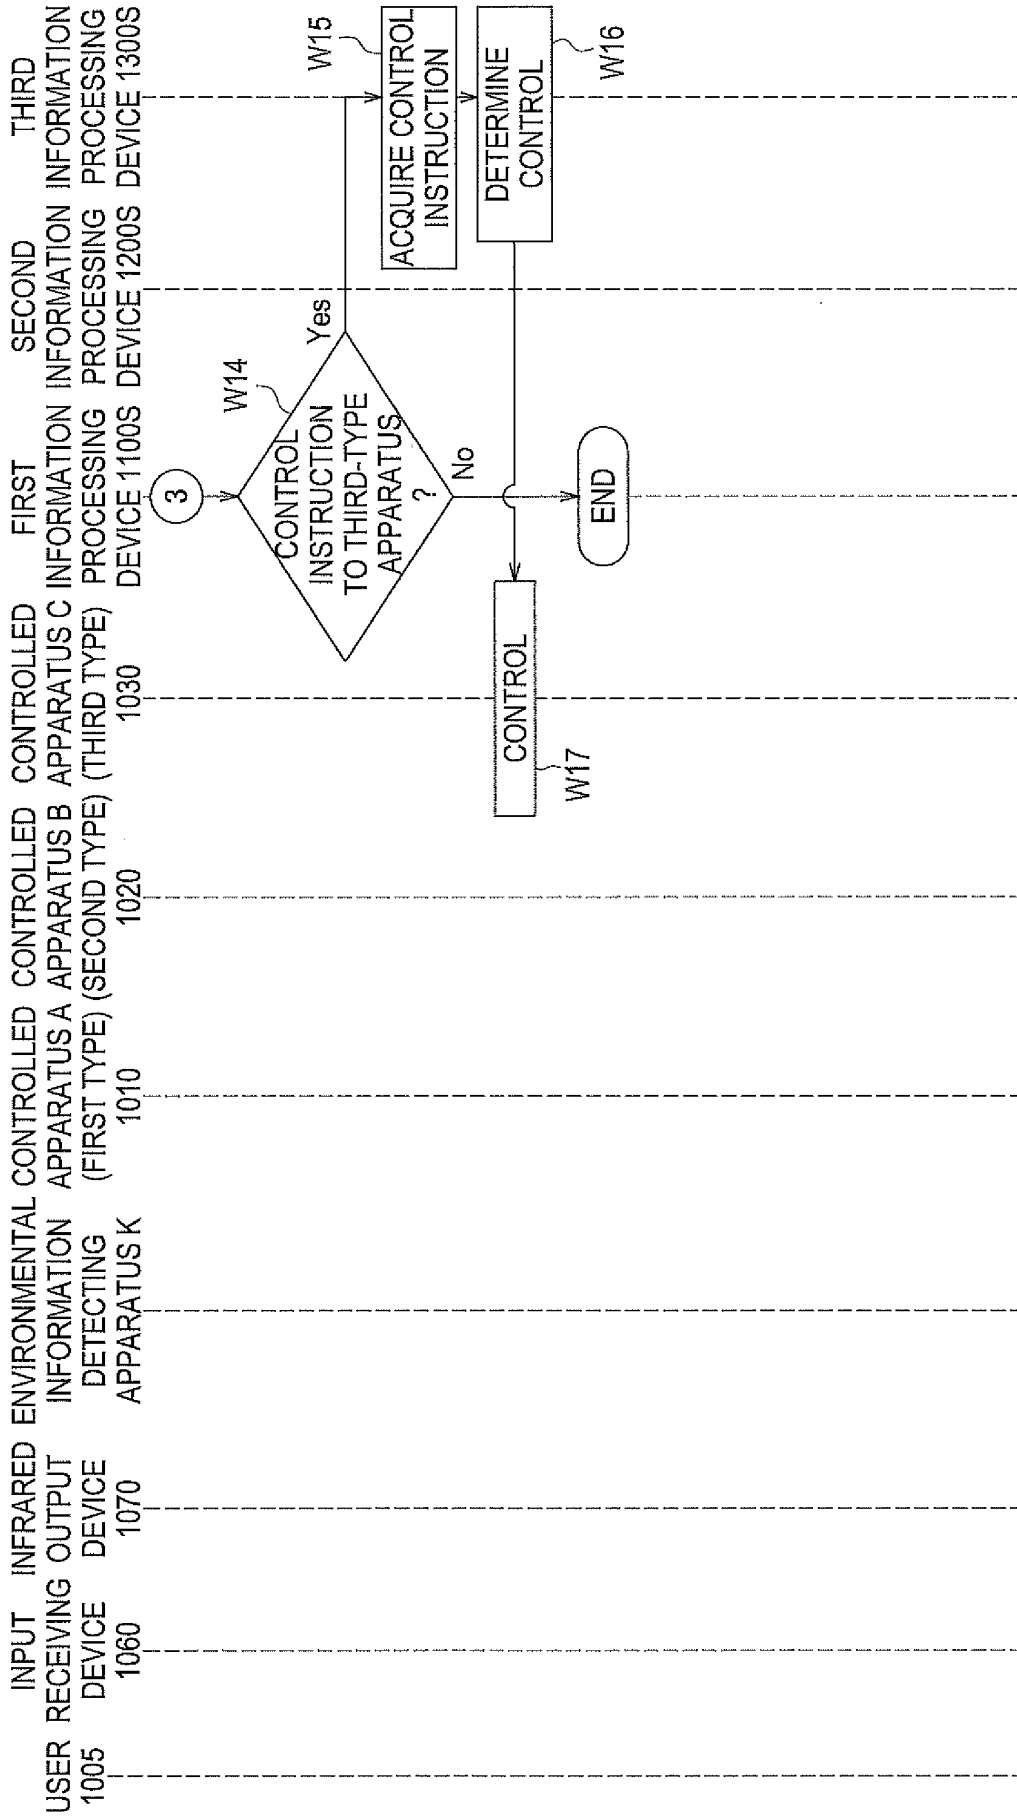 USER
1005
INPUT
RECEIVING
DEVICE
1060
INFRARED
OUTPUT
DEVICE
1070
ENVIRONMENTAL
INFORMATION
DETECTING
APPARATUS K
CONTROLLED
APPARATUS A
(FIRST TYPE)
1010
CONTROLLED
APPARATUS B
(SECOND TYPE)
1020
CONTROLLED
APPARATUS C
(THIRD TYPE)
1030
FIRST
INFORMATION
PROCESSING
DEVICE 1100S
SECOND
INFORMATION
PROCESSING
DEVICE 1200S
THIRD
INFORMATION
PROCESSING
DEVICE 1300S
3
W14
CONTROL
INSTRUCTION
TO THIRD-TYPE
APPARATUS
?
Yes
No
W15
ACQUIRE CONTROL
INSTRUCTION
DETERMINE
CONTROL
W16
CONTROL
W17
END